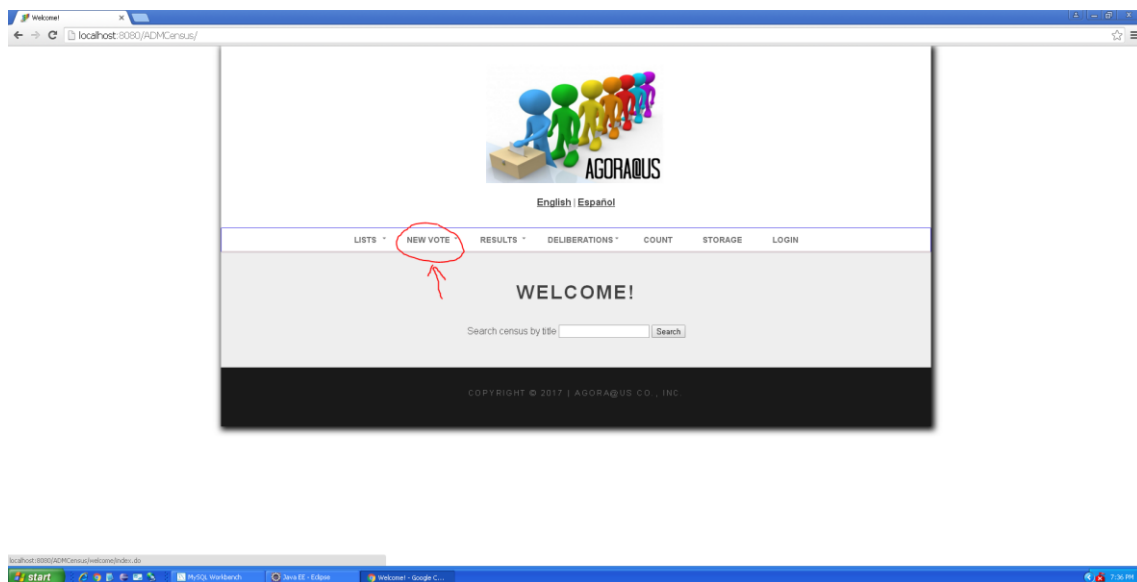 Welcome!
localhost:8080/ADMCensus/
AGORA@US
English | Español
LISTS NEW VOTE RESULTS DELIBERATIONS COUNT STORAGE LOGIN
WELCOME!
Search census by title Search
COPYRIGHT © 2017 | AGORA@US CO., INC.
localhost:8080/ADMCensus/welcome/index.do
start MySQL Workbench Java EE - Eclipse Welcome! - Google C... 7:36 PM